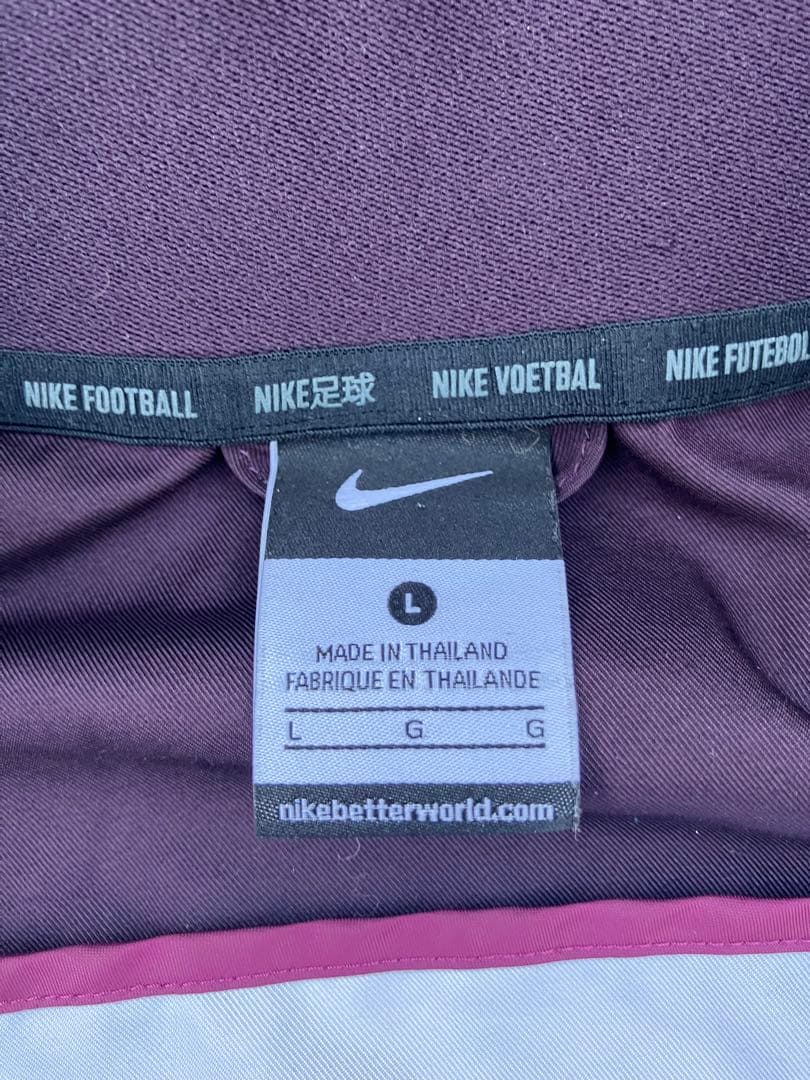 NIKE FOOTBALL NIKE足球 NIKE VOETBAL NIKE FUTEBOL
L
MADE IN THAILAND
FABRIQUE EN THAILANDE
L G G
nikebetterworld.com